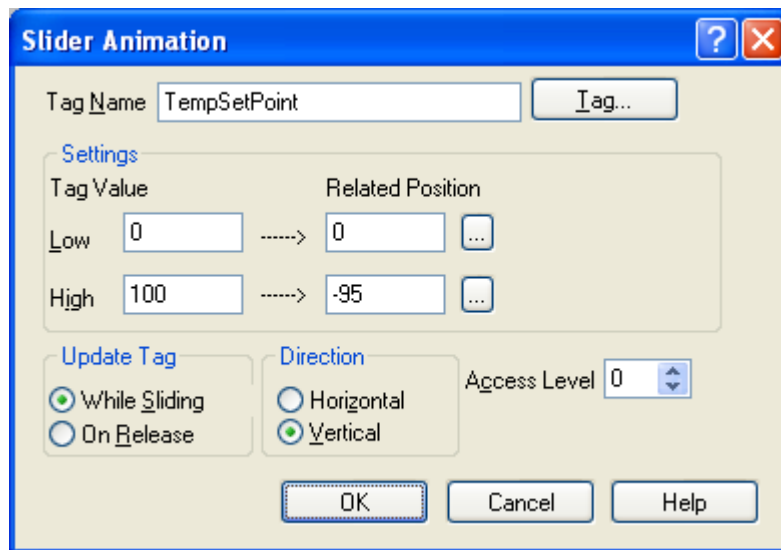 Slider Animation
Tag Name TempSetPoint Tag...
Settings
Tag Value Related Position
Low 0 ------> 0 ...
High 100 ------> -95 ...
Update Tag Direction
While Sliding Horizontal Access Level 0
On Release Vertical
OK Cancel Help